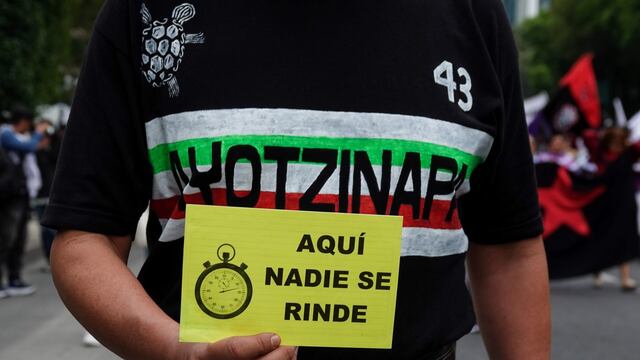 43
AYOTZINAPA
AQUÍ
NADIE SE
RINDE